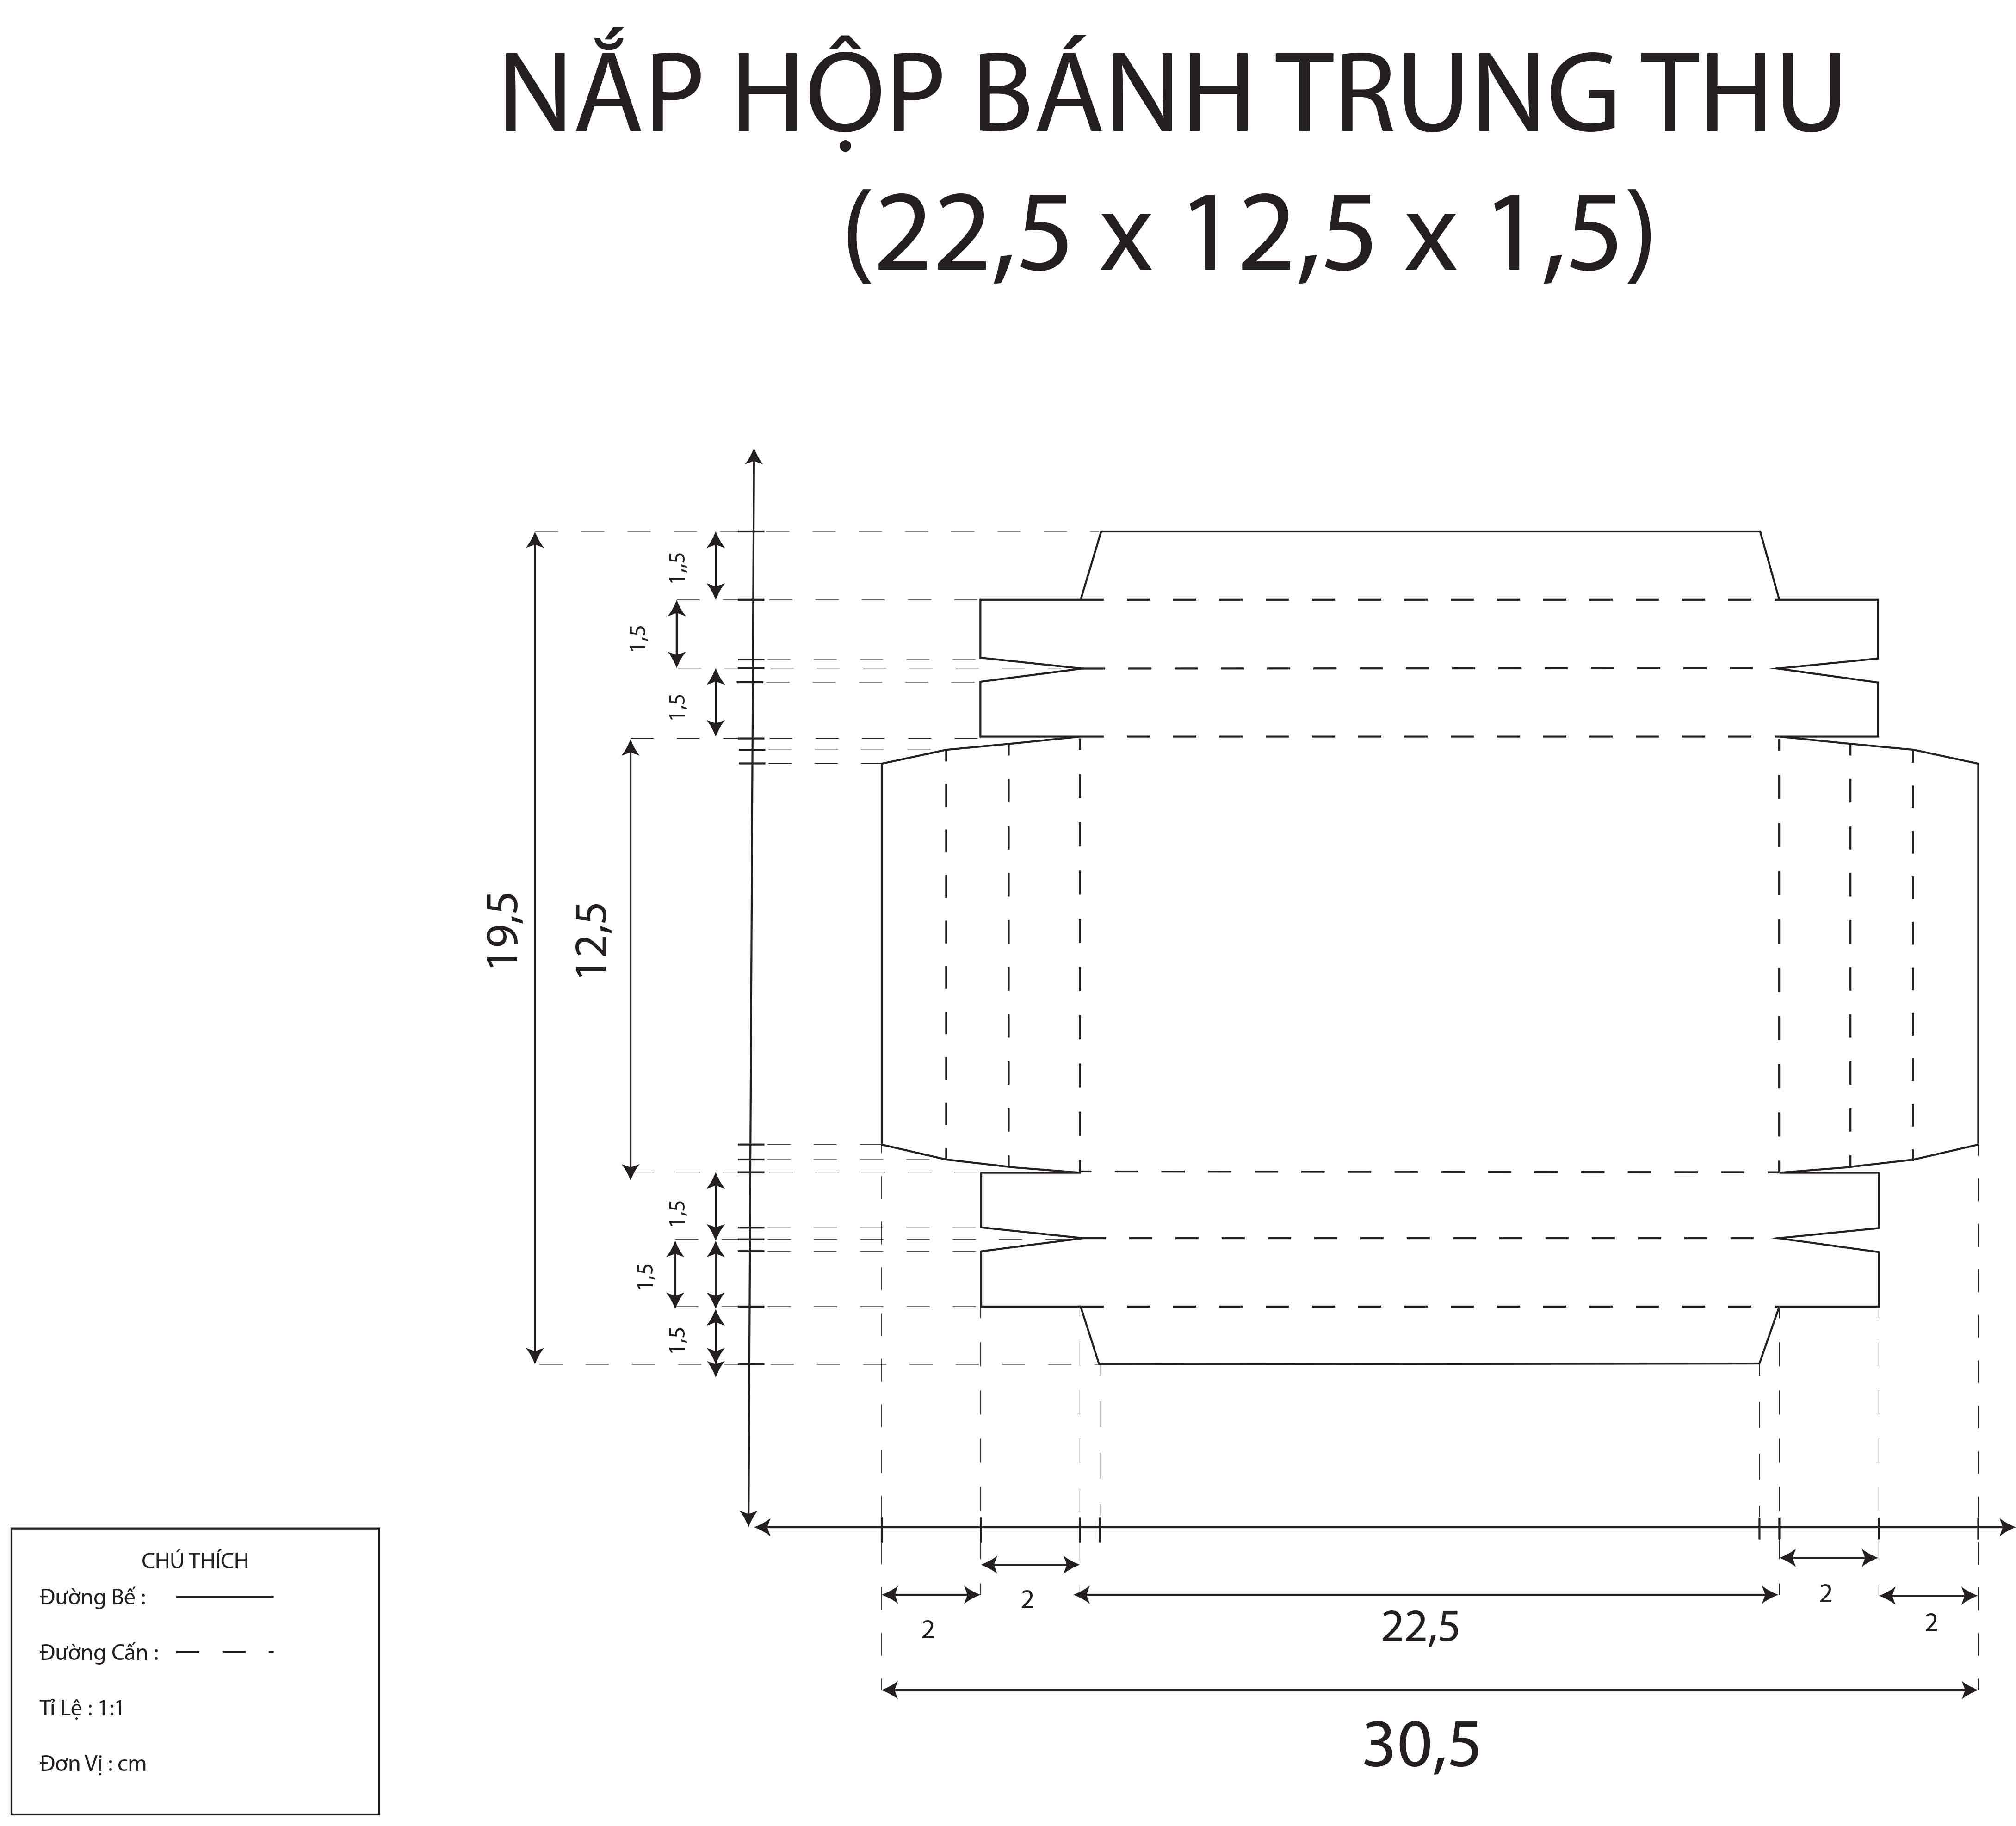 NẮP HỘP BÁNH TRUNG THU
(22,5 x 12,5 x 1,5)
1,,5
1,5
1,5
19,5
12,5
1,5
1,5
1,5
2
2
22,5
2
2
30,5
CHÚ THÍCH
Đường Bế :
Đường Cấn :
Tỉ Lệ : 1:1
Đơn Vị : cm